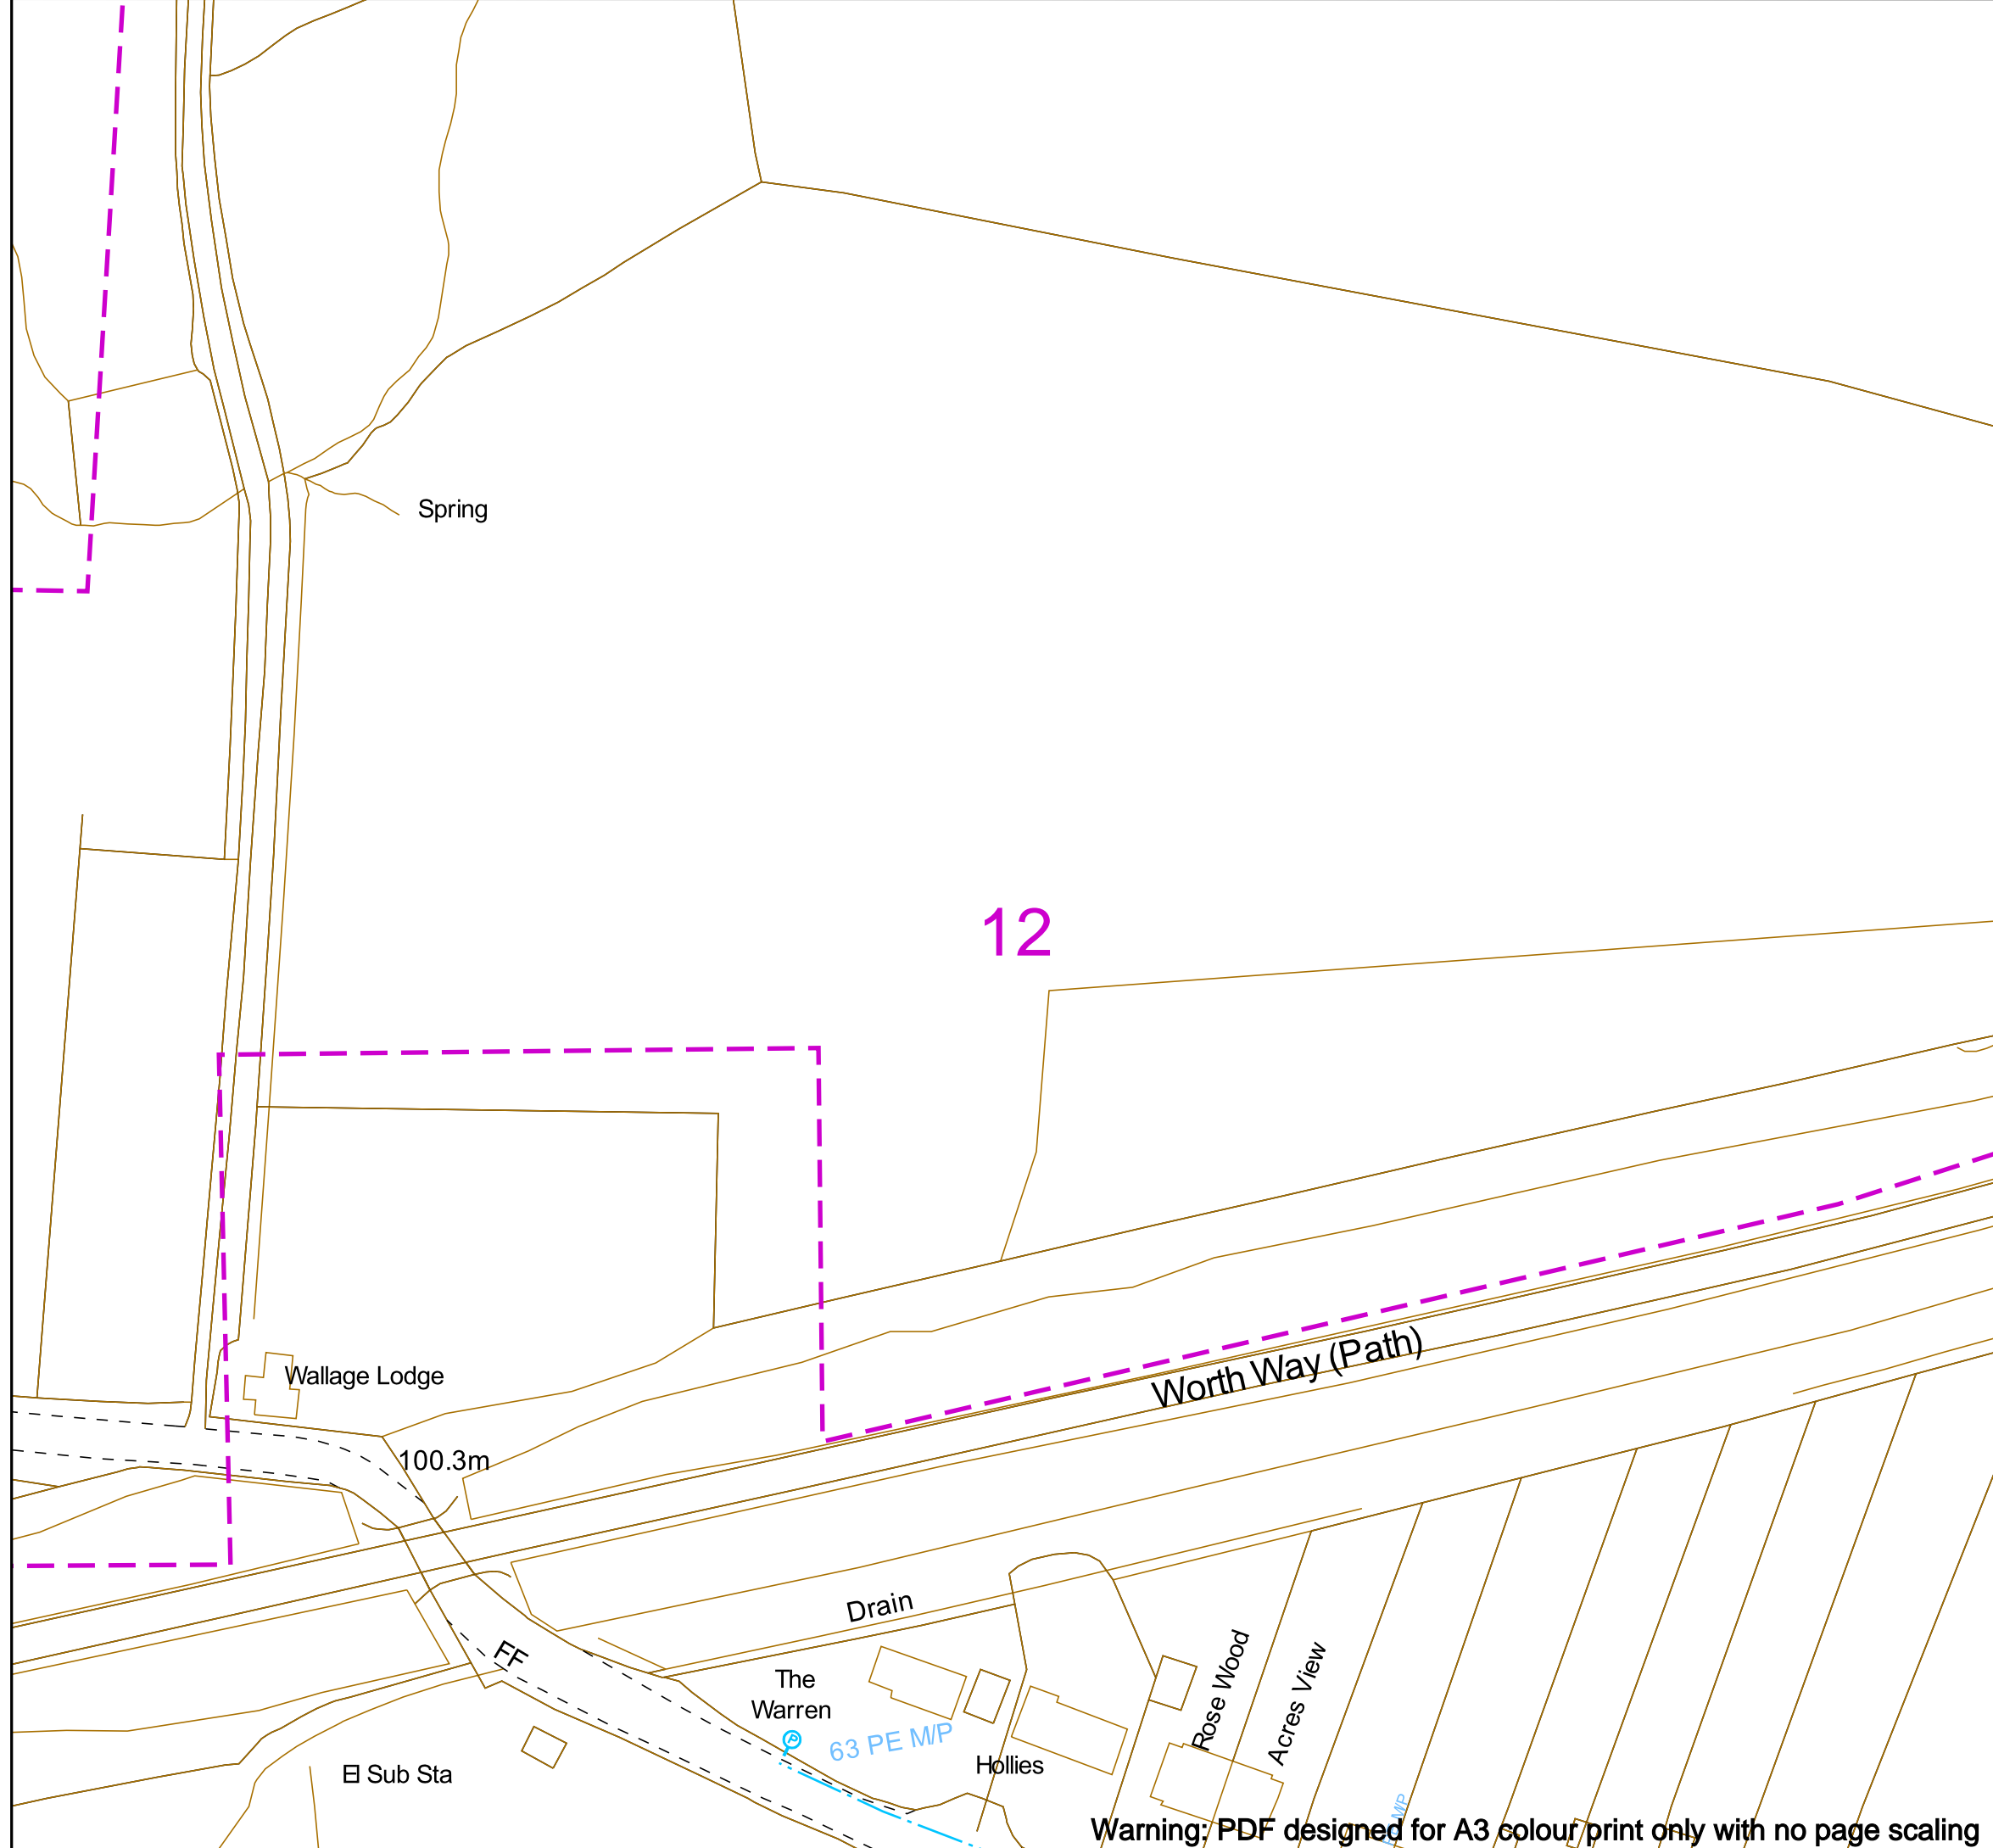 Spring
12
Wallage Lodge
Worth Way (Path)
100.3m
Drain
FF
The
Warren
63 PE M/P
Rose Wood
Acres View
Hollies
El Sub Sta
M/P
Warning: PDF designed for A3 colour print only with no page scaling